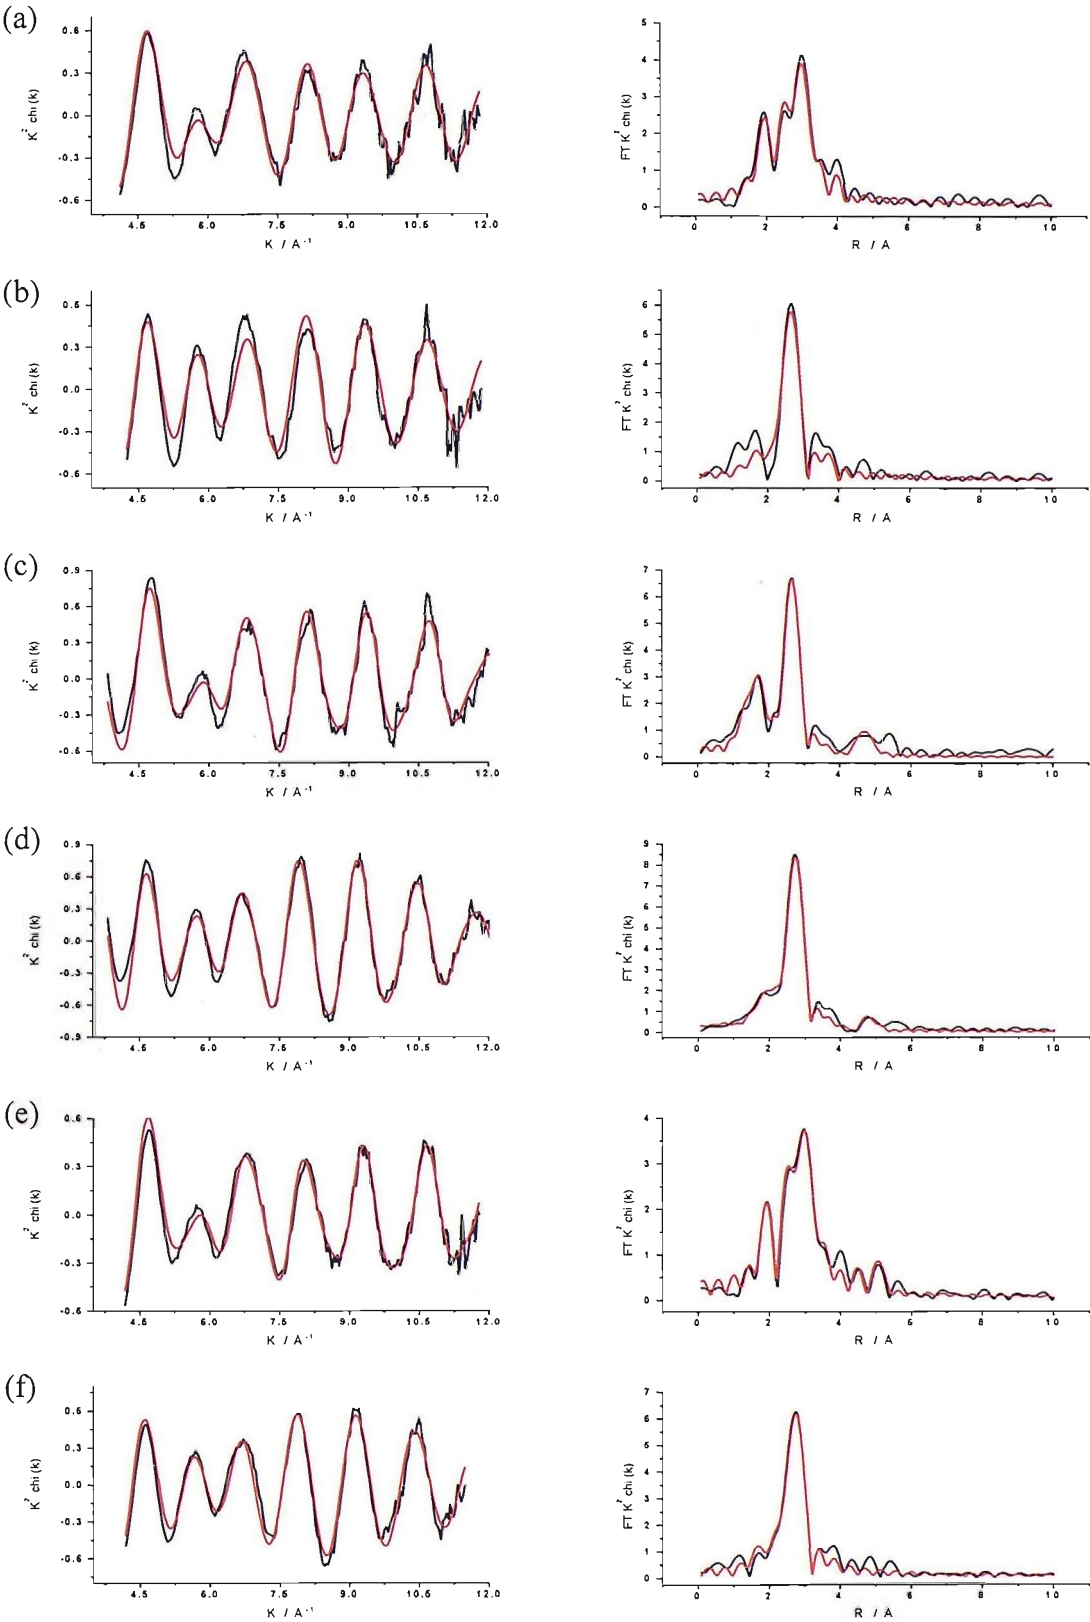 (a)
K² chi (k)
0.6
0.3
0.0
-0.3
-0.6
4.5 6.0 7.5 9.0 10.5 12.0
K / A⁻¹
FT K² chi (k)
5
4
3
2
1
0
0 2 4 6 8 10
R / A
(b)
K² chi (k)
0.6
0.3
0.0
-0.3
-0.6
4.5 6.0 7.5 9.0 10.5 12.0
K / A⁻¹
FT K² chi (k)
6
5
4
3
2
1
0
0 2 4 6 8 10
R / A
(c)
K² chi (k)
0.9
0.6
0.3
0.0
-0.3
-0.6
4.5 6.0 7.5 9.0 10.5 12.0
K / A⁻¹
FT K² chi (k)
7
6
5
4
3
2
1
0
0 2 4 6 8 10
R / A
(d)
K² chi (k)
0.9
0.6
0.3
0.0
-0.3
-0.6
-0.9
4.5 6.0 7.5 9.0 10.5 12.0
K / A⁻¹
FT K² chi (k)
9
8
7
6
5
4
3
2
1
0
0 2 4 6 8 10
R / A
(e)
K² chi (k)
0.6
0.3
0.0
-0.3
-0.6
4.5 6.0 7.5 9.0 10.5 12.0
K / A⁻¹
FT K² chi (k)
4
3
2
1
0
0 2 4 6 8 10
R / A
(f)
K² chi (k)
0.6
0.3
0.0
-0.3
-0.6
4.5 6.0 7.5 9.0 10.5 12.0
K / A⁻¹
FT K² chi (k)
7
6
5
4
3
2
1
0
0 2 4 6 8 10
R / A